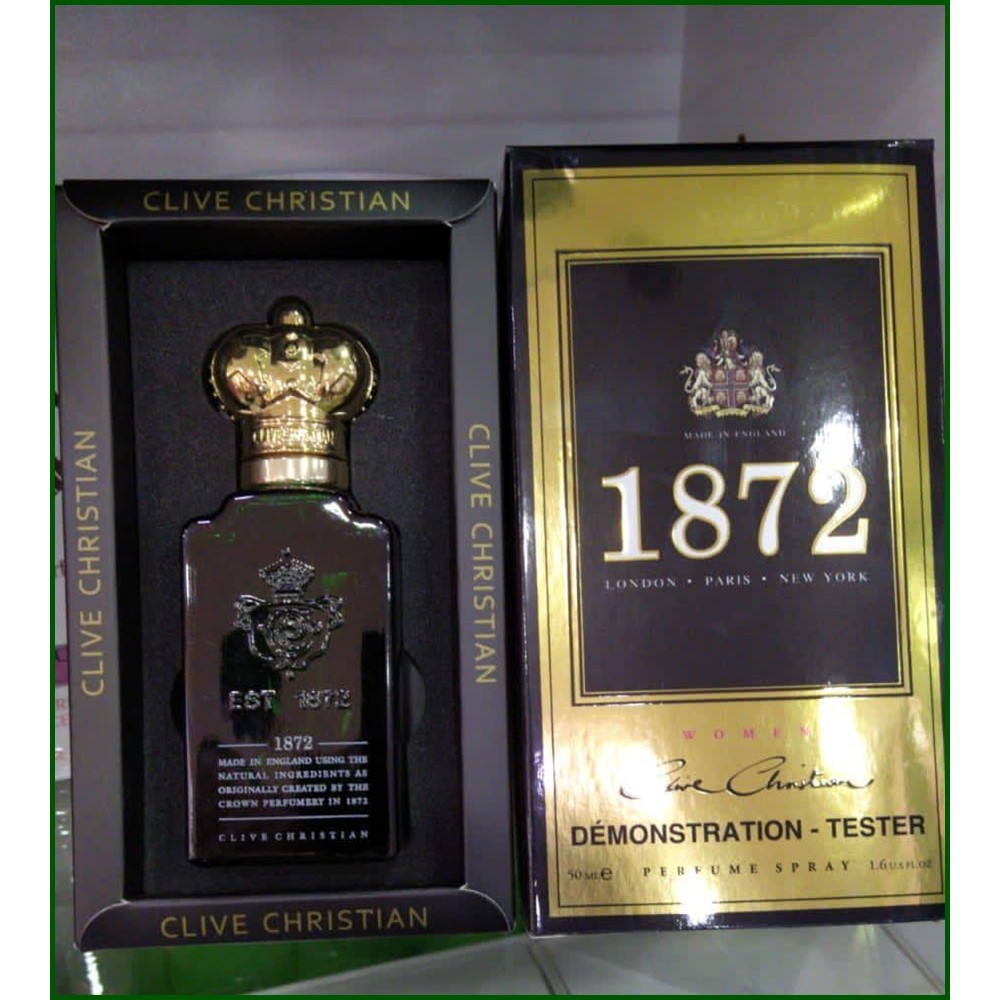 CLIVE CHRISTIAN
CLIVE CHRISTIAN
CLIVE CHRISTIAN
CLIVE CHRISTIAN
EST 1872
1872
MADE IN ENGLAND USING THE
NATURAL INGREDIENTS AS
ORIGINALLY CREATED BY THE
CROWN PERFUMERY IN 1872
CLIVE CHRISTIAN
CLIVE CHRISTIAN
MADE IN ENGLAND
1872
LONDON • PARIS • NEW YORK
WOMEN
Clive Christian
DÉMONSTRATION - TESTER
50 ML e PERFUME SPRAY 1.6 U.S FL.OZ